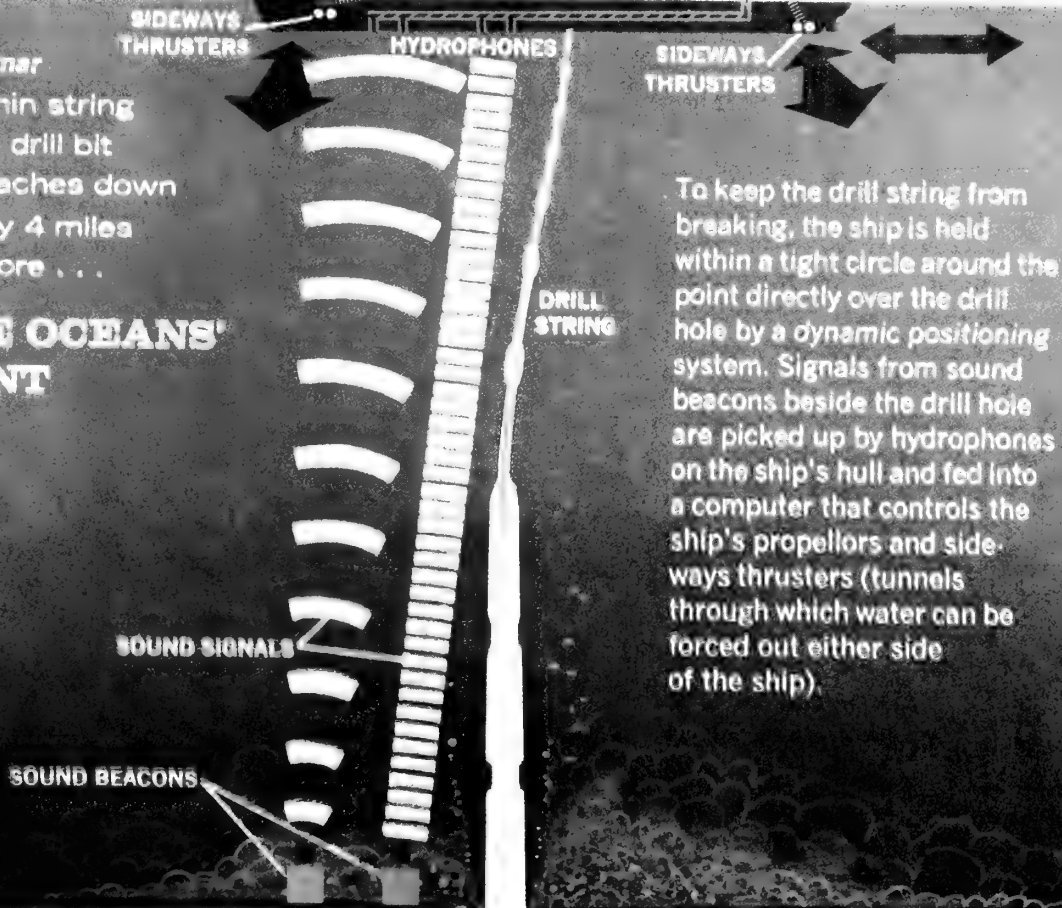 SIDEWAYS
THRUSTERS
HYDROPHONES
SIDEWAYS
THRUSTERS
mar
hin string
drill bit
aches down
y 4 miles
ore . . .
E OCEANS'
NT
DRILL
STRING
To keep the drill string from
breaking, the ship is held
within a tight circle around the
point directly over the drill
hole by a dynamic positioning
system. Signals from sound
beacons beside the drill hole
are picked up by hydrophones
on the ship's hull and fed into
a computer that controls the
ship's propellors and side-
ways thrusters (tunnels
through which water can be
forced out either side
of the ship).
SOUND SIGNALS
SOUND BEACONS